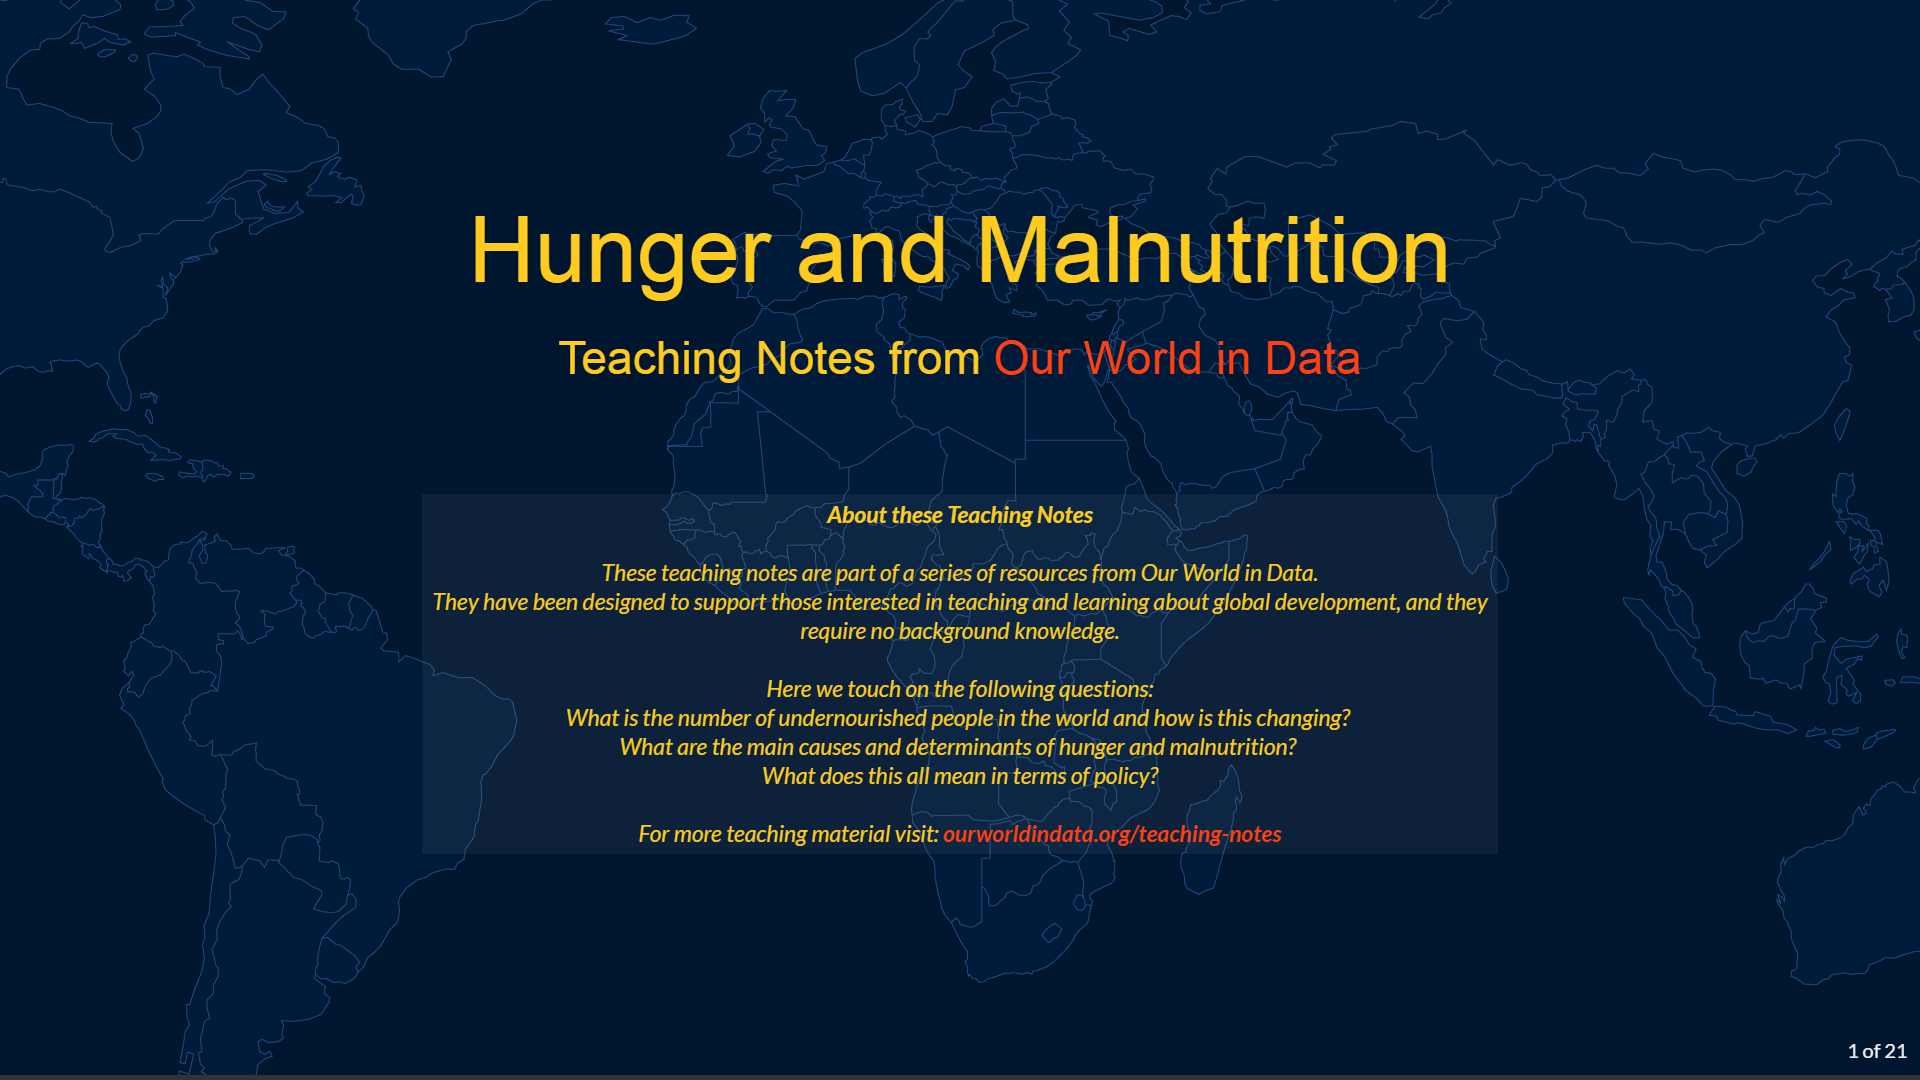 Hunger and Malnutrition
Teaching Notes from Our World in Data
About these Teaching Notes
These teaching notes are part of a series of resources from Our World in Data.
They have been designed to support those interested in teaching and learning about global development, and they
require no background knowledge.
Here we touch on the following questions:
What is the number of undernourished people in the world and how is this changing?
What are the main causes and determinants of hunger and malnutrition?
What does this all mean in terms of policy?
For more teaching material visit: ourworldindata.org/teaching-notes
1 of 21